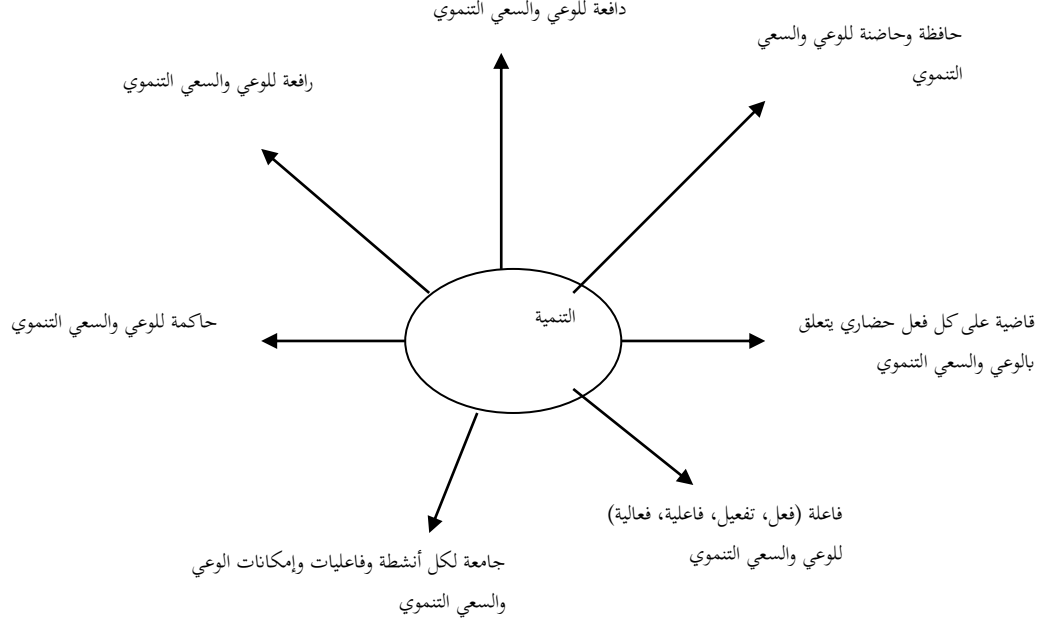 دافعة للوعي والسعي التنموي
حافظة وحاضنة للوعي والسعي
التنموي
رافعة للوعي والسعي التنموي
التنمية
قاضية على كل فعل حضاري يتعلق
بالوعي والسعي التنموي
حاكمة للوعي والسعي التنموي
فاعلة (فعل، تفعيل، فاعلية، فعالية)
للوعي والسعي التنموي
جامعة لكل أنشطة وفاعليات وإمكانات الوعي
والسعي التنموي